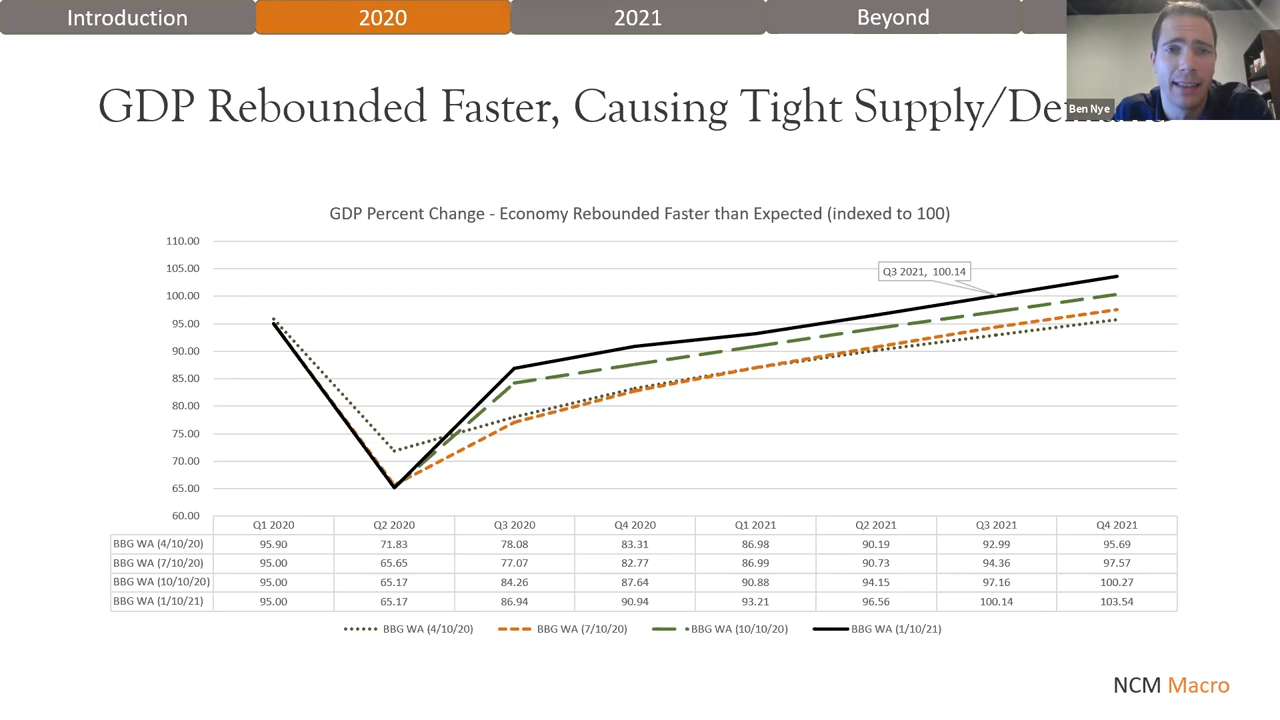 Introduction 2020 2021 Beyond
Ben Nye
GDP Rebounded Faster, Causing Tight Supply/Demand
GDP Percent Change - Economy Rebounded Faster than Expected (indexed to 100)
110.00
105.00
100.00
95.00
90.00
85.00
80.00
75.00
70.00
65.00
60.00
Q3 2021, 100.14
Q1 2020 Q2 2020 Q3 2020 Q4 2020 Q1 2021 Q2 2021 Q3 2021 Q4 2021
BBG WA (4/10/20) 95.90 71.83 78.08 83.31 86.98 90.19 92.99 95.69
BBG WA (7/10/20) 95.00 65.65 77.07 82.77 86.99 90.73 94.36 97.57
BBG WA (10/10/20) 95.00 65.17 84.26 87.64 90.88 94.15 97.16 100.27
BBG WA (1/10/21) 95.00 65.17 86.94 90.94 93.21 96.56 100.14 103.54
BBG WA (4/10/20) BBG WA (7/10/20) BBG WA (10/10/20) BBG WA (1/10/21)
NCM Macro